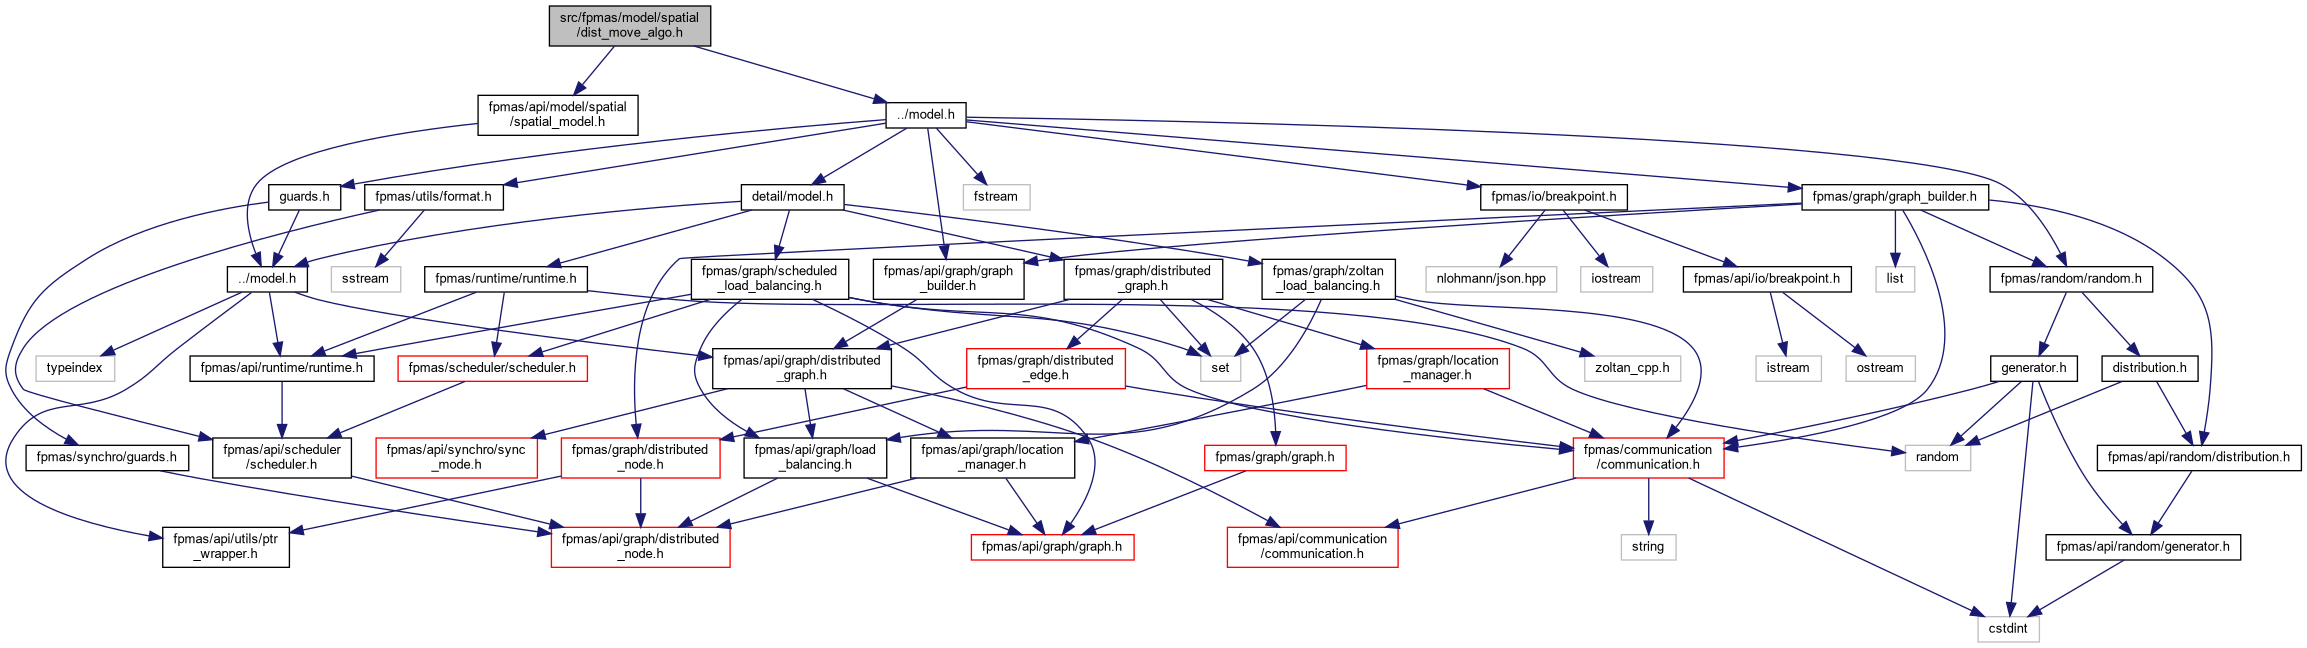 src/fpmas/model/spatial
/dist_move_algo.h
fpmas/api/model/spatial
/spatial_model.h
../model.h
guards.h
fpmas/utils/format.h
detail/model.h
fstream
fpmas/io/breakpoint.h
fpmas/graph/graph_builder.h
../model.h
sstream
fpmas/runtime/runtime.h
fpmas/graph/scheduled
_load_balancing.h
fpmas/api/graph/graph
_builder.h
fpmas/graph/distributed
_graph.h
fpmas/graph/zoltan
_load_balancing.h
nlohmann/json.hpp
iostream
fpmas/api/io/breakpoint.h
list
fpmas/random/random.h
typeindex
fpmas/api/runtime/runtime.h
fpmas/scheduler/scheduler.h
fpmas/api/graph/distributed
_graph.h
fpmas/graph/distributed
_edge.h
set
fpmas/graph/location
_manager.h
zoltan_cpp.h
istream
ostream
generator.h
distribution.h
fpmas/synchro/guards.h
fpmas/api/scheduler
/scheduler.h
fpmas/api/synchro/sync
_mode.h
fpmas/graph/distributed
_node.h
fpmas/api/graph/load
_balancing.h
fpmas/api/graph/location
_manager.h
fpmas/graph/graph.h
fpmas/communication
/communication.h
random
fpmas/api/random/distribution.h
fpmas/api/utils/ptr
_wrapper.h
fpmas/api/graph/distributed
_node.h
fpmas/api/graph/graph.h
fpmas/api/communication
/communication.h
string
fpmas/api/random/generator.h
cstdint